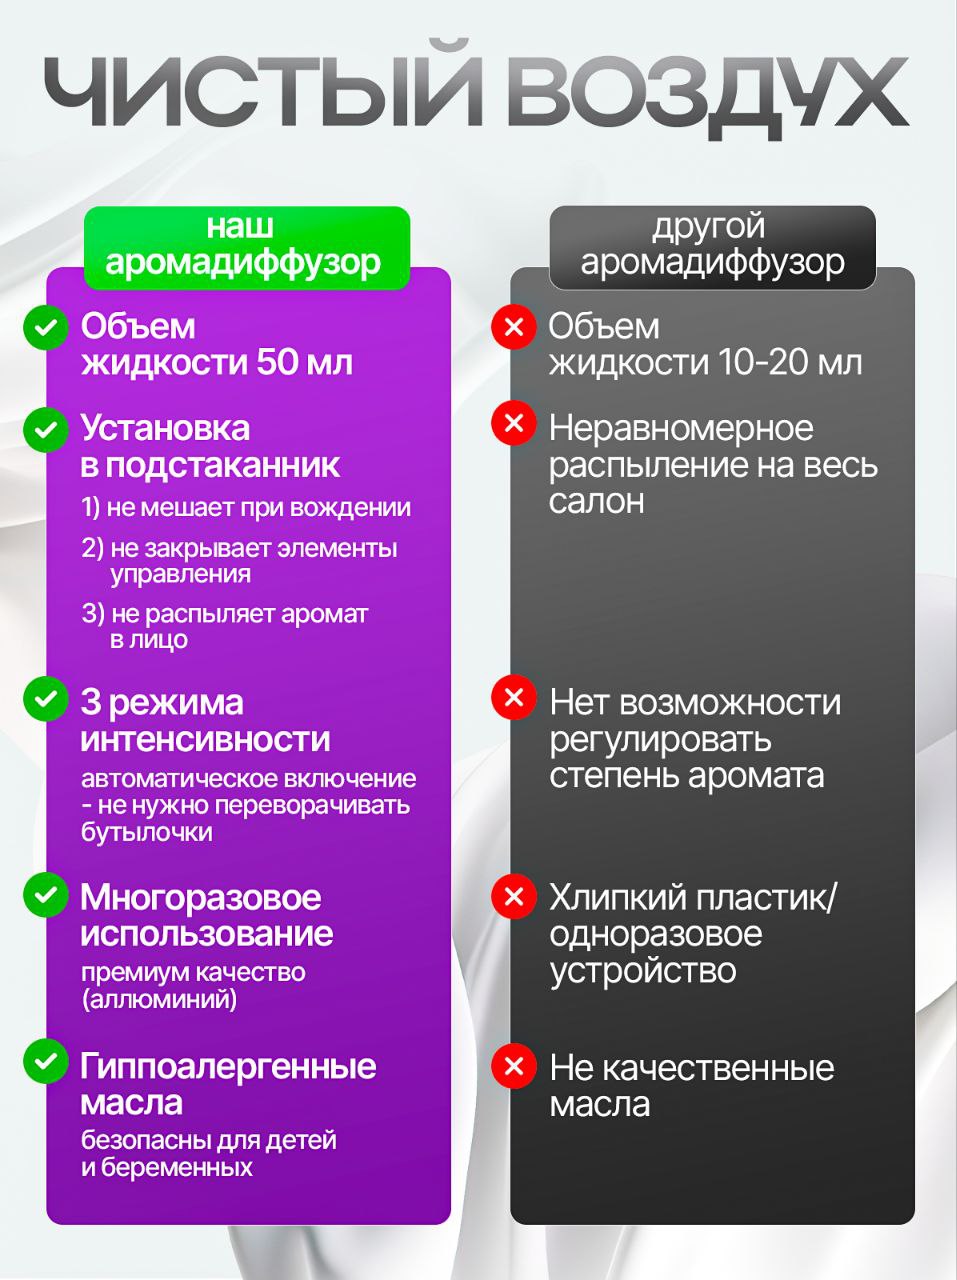 ЧИСТЫЙ ВОЗДУХ
наш
аромадиффузор
Объем
жидкости 50 мл
Установка
в подстаканник
1) не мешает при вождении
2) не закрывает элементы
управления
3) не распыляет аромат
в лицо
3 режима
интенсивности
автоматическое включение
- не нужно переворачивать
бутылочки
Многоразовое
использование
премиум качество
(аллюминий)
Гиппоалергенные
масла
безопасны для детей
и беременных
другой
аромадиффузор
Объем
жидкости 10-20 мл
Неравномерное
распыление на весь
салон
Нет возможности
регулировать
степень аромата
Хлипкий пластик/
одноразовое
устройство
Не качественные
масла